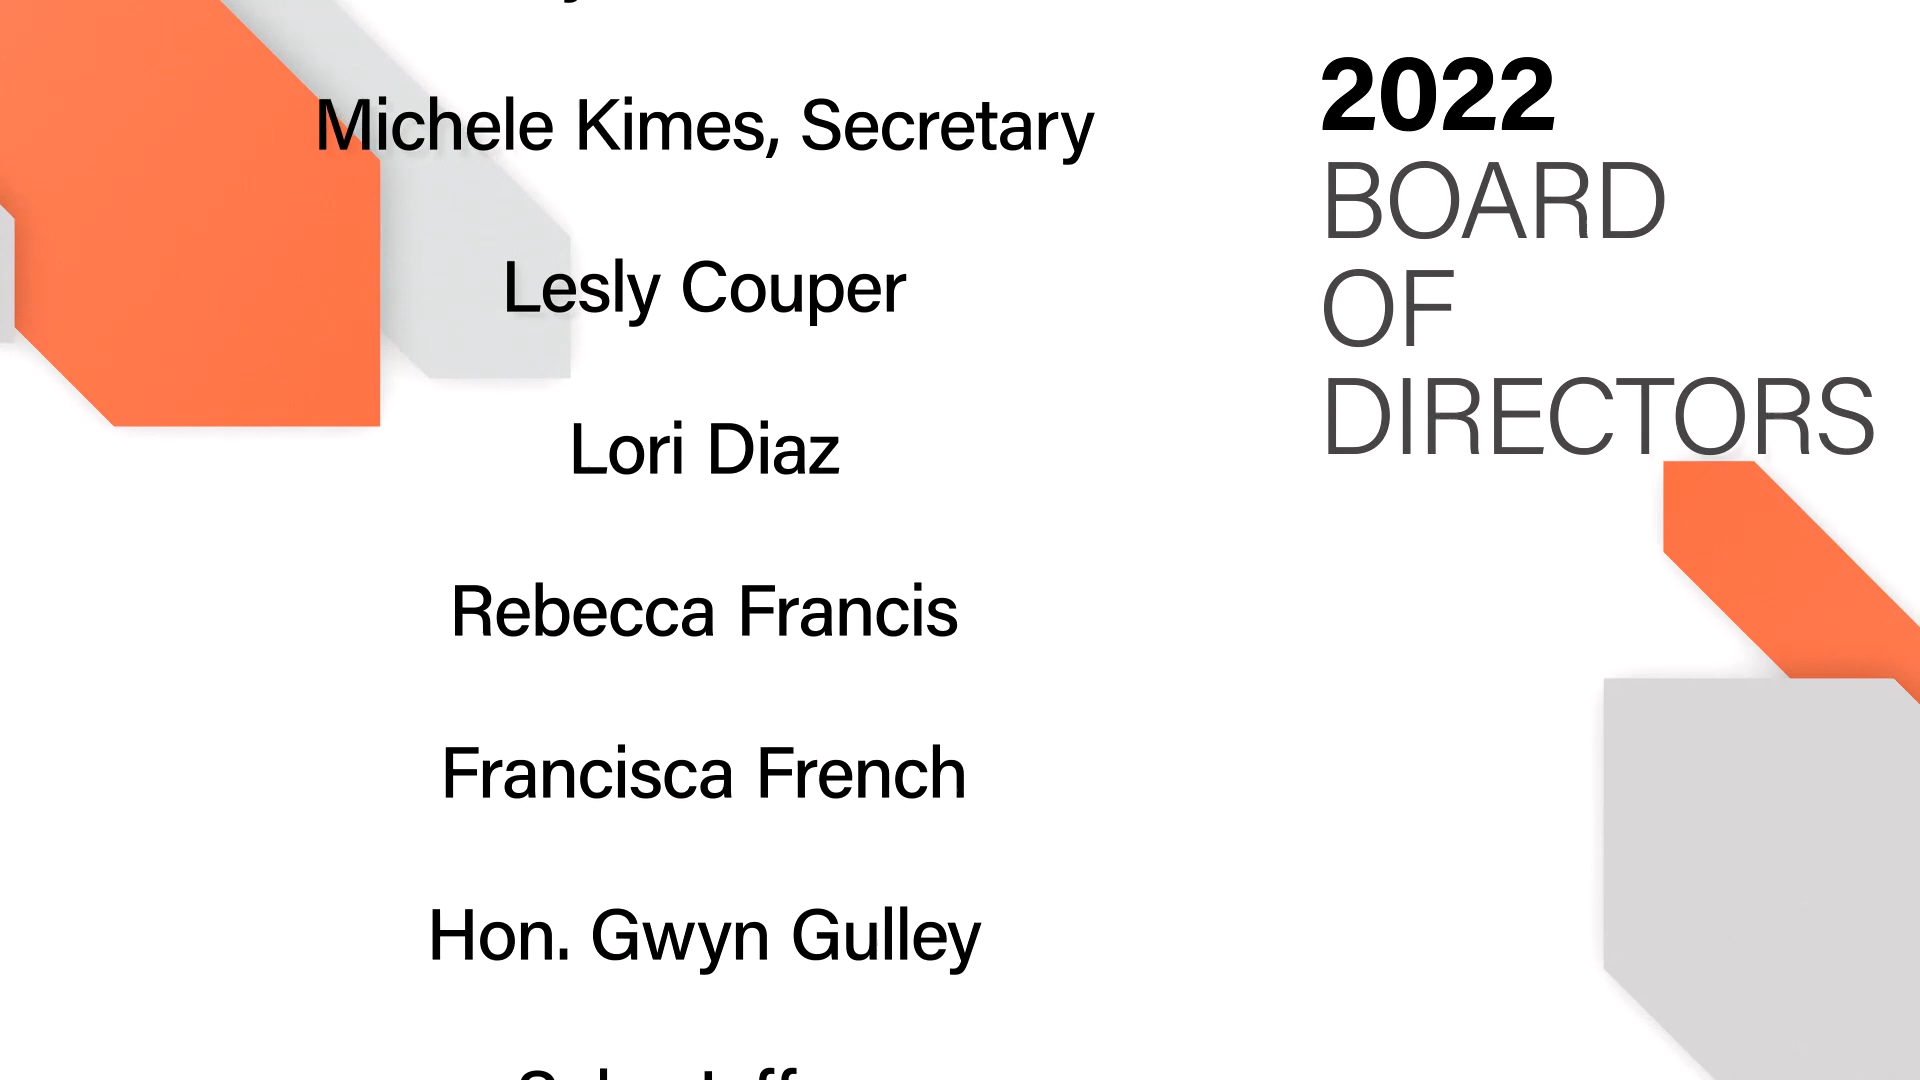 Michele Kimes, Secretary
Lesly Couper
Lori Diaz
Rebecca Francis
Francisca French
Hon. Gwyn Gulley
2022
BOARD
OF
DIRECTORS